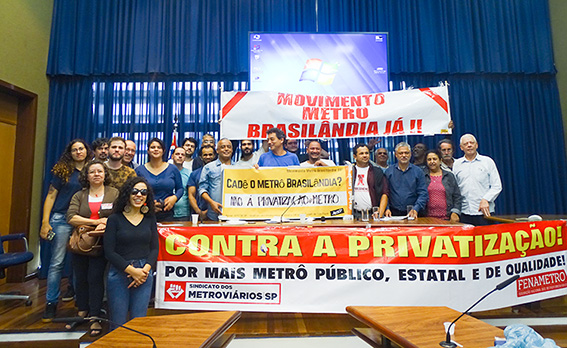 MOVIMENTO
METRO
BRASILÂNDIA JÁ !!
CADÊ O METRÔ BRASILÂNDIA?
NÃO À PRIVATIZAÇÃO DO METRÔ
CONTRA A PRIVATIZAÇÃO!
POR MAIS METRÔ PÚBLICO, ESTATAL E DE QUALIDADE!
SINDICATO DOS
METROVIÁRIOS SP
FENAMETRO